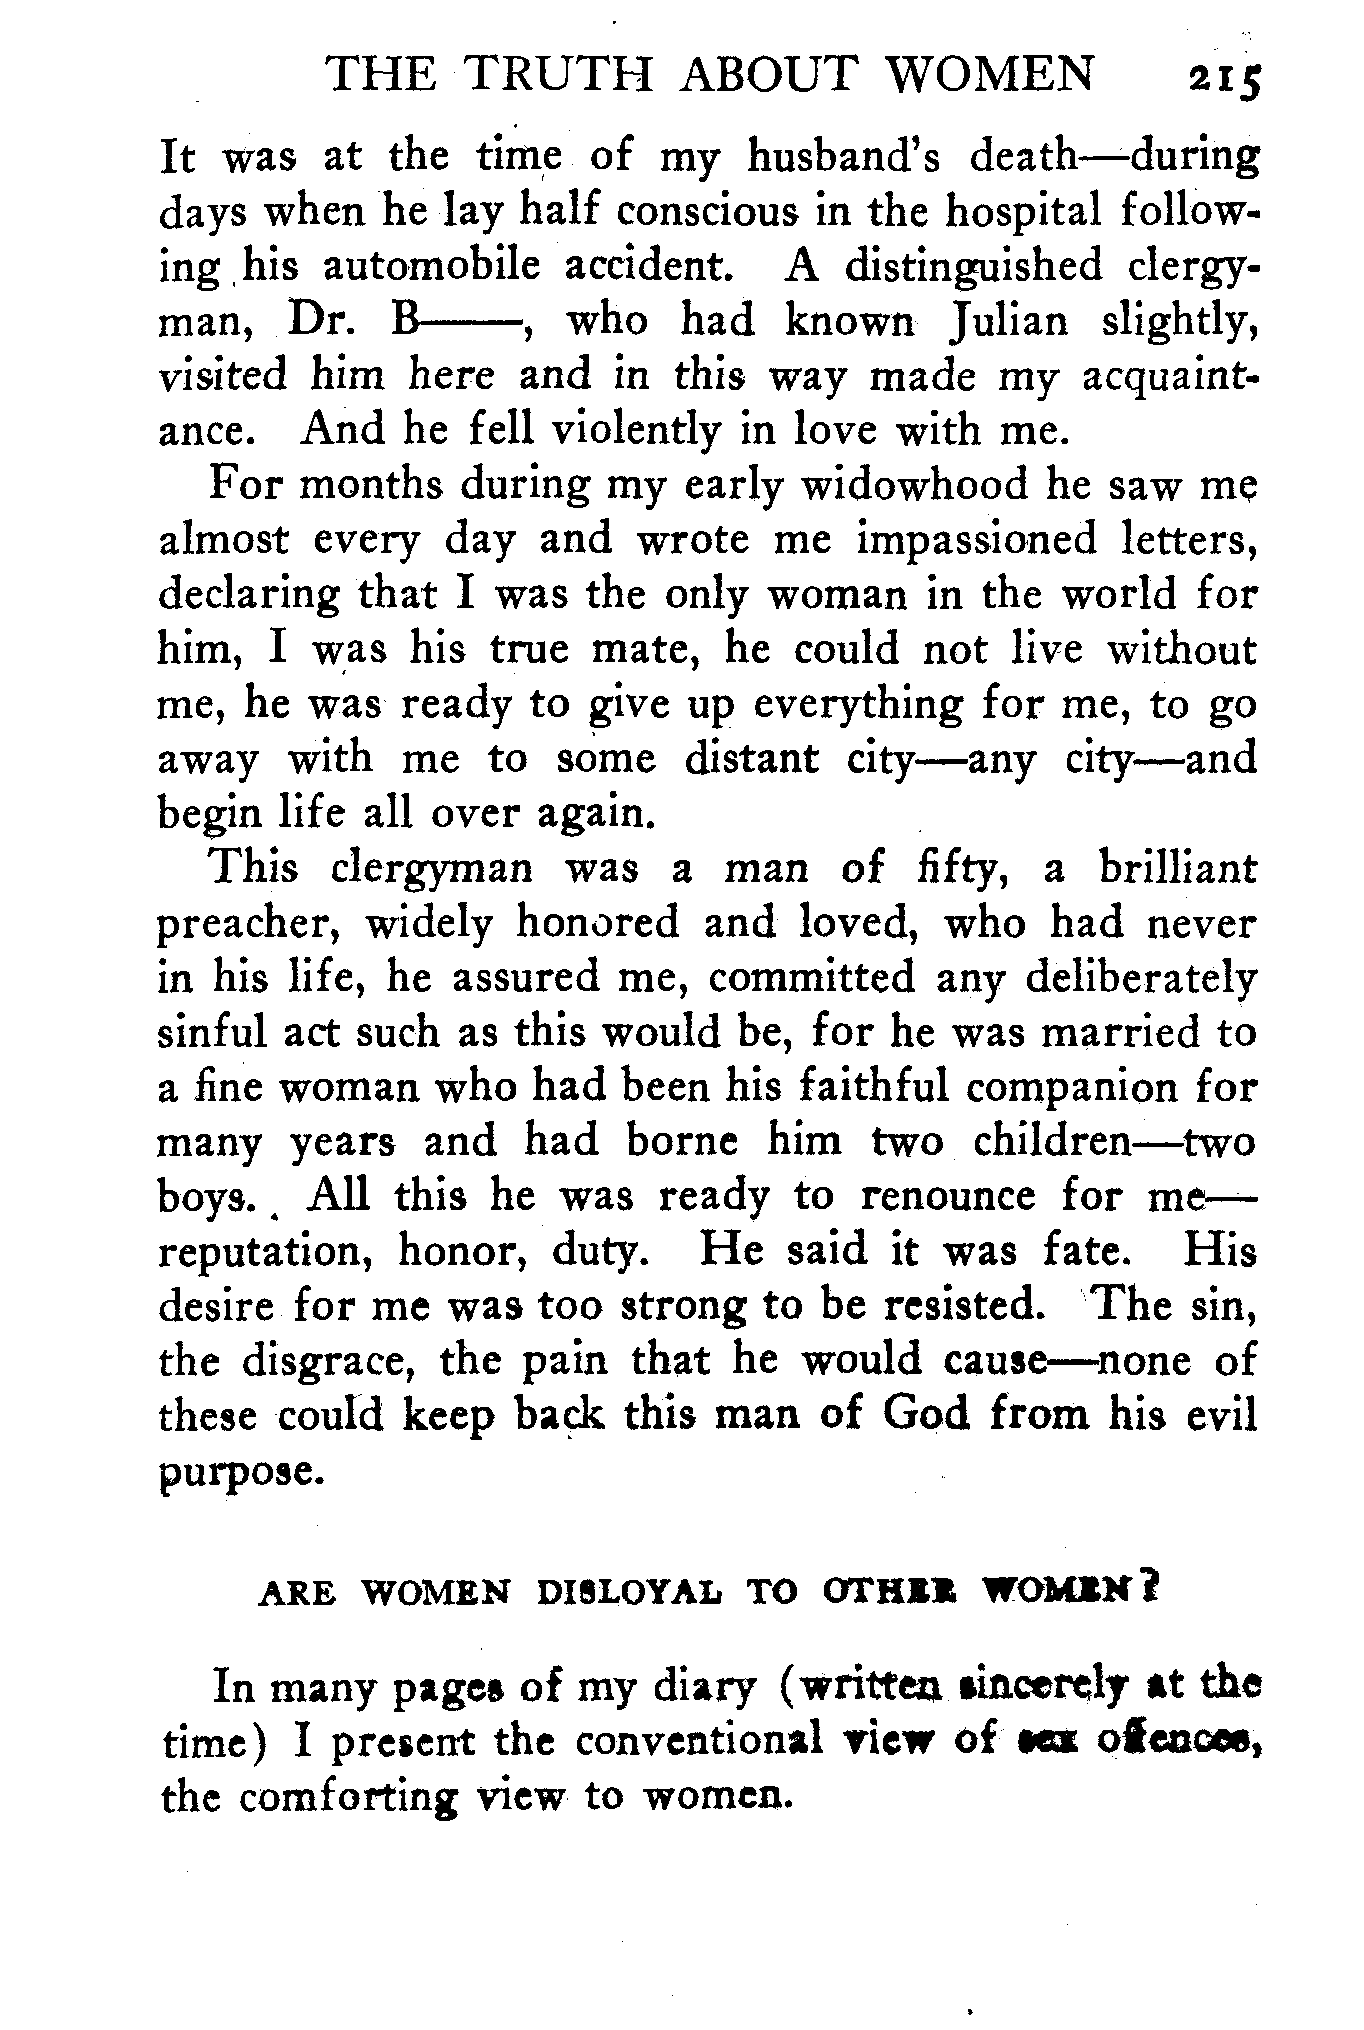 THE TRUTH ABOUT WOMEN 215
It was at the time of my husband's death—during
days when he lay half conscious in the hospital follow-
ing his automobile accident. A distinguished clergy-
man, Dr. B——, who had known Julian slightly,
visited him here and in this way made my acquaint-
ance. And he fell violently in love with me.
For months during my early widowhood he saw me
almost every day and wrote me impassioned letters,
declaring that I was the only woman in the world for
him, I was his true mate, he could not live without
me, he was ready to give up everything for me, to go
away with me to some distant city—any city—and
begin life all over again.
This clergyman was a man of fifty, a brilliant
preacher, widely honored and loved, who had never
in his life, he assured me, committed any deliberately
sinful act such as this would be, for he was married to
a fine woman who had been his faithful companion for
many years and had borne him two children—two
boys. All this he was ready to renounce for me—
reputation, honor, duty. He said it was fate. His
desire for me was too strong to be resisted. The sin,
the disgrace, the pain that he would cause—none of
these could keep back this man of God from his evil
purpose.
ARE WOMEN DISLOYAL TO OTHER WOMEN?
In many pages of my diary (written sincerely at the
time) I present the conventional view of sex offences,
the comforting view to women.